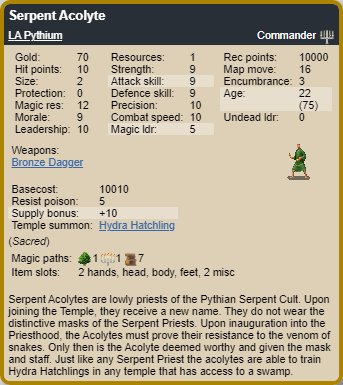 Serpent Acolyte
LA Pythium Commander
Gold: 70 Resources: 1 Rec points: 10000
Hit points: 10 Strength: 9 Map move: 16
Size: 2 Attack skill: 9 Encumbrance: 3
Protection: 0 Defence skill: 9 Age: 22
Magic res: 12 Precision: 10 (75)
Morale: 9 Combat speed: 10 Undead ldr: 0
Leadership: 10 Magic ldr: 5
Weapons:
Bronze Dagger
Basecost: 10010
Resist poison: 5
Supply bonus: +10
Temple summon: Hydra Hatchling
(Sacred)
Magic paths: 1 1 7
Item slots: 2 hands, head, body, feet, 2 misc
Serpent Acolytes are lowly priests of the Pythian Serpent Cult. Upon
joining the Temple, they receive a new name. They do not wear the
distinctive masks of the Serpent Priests. Upon inauguration into the
Priesthood, the Acolytes must prove their resistance to the venom of
snakes. Only then is the Acolyte deemed worthy and given the mask
and staff. Just like any Serpent Priest the acolytes are able to train
Hydra Hatchlings in any temple that has access to a swamp.